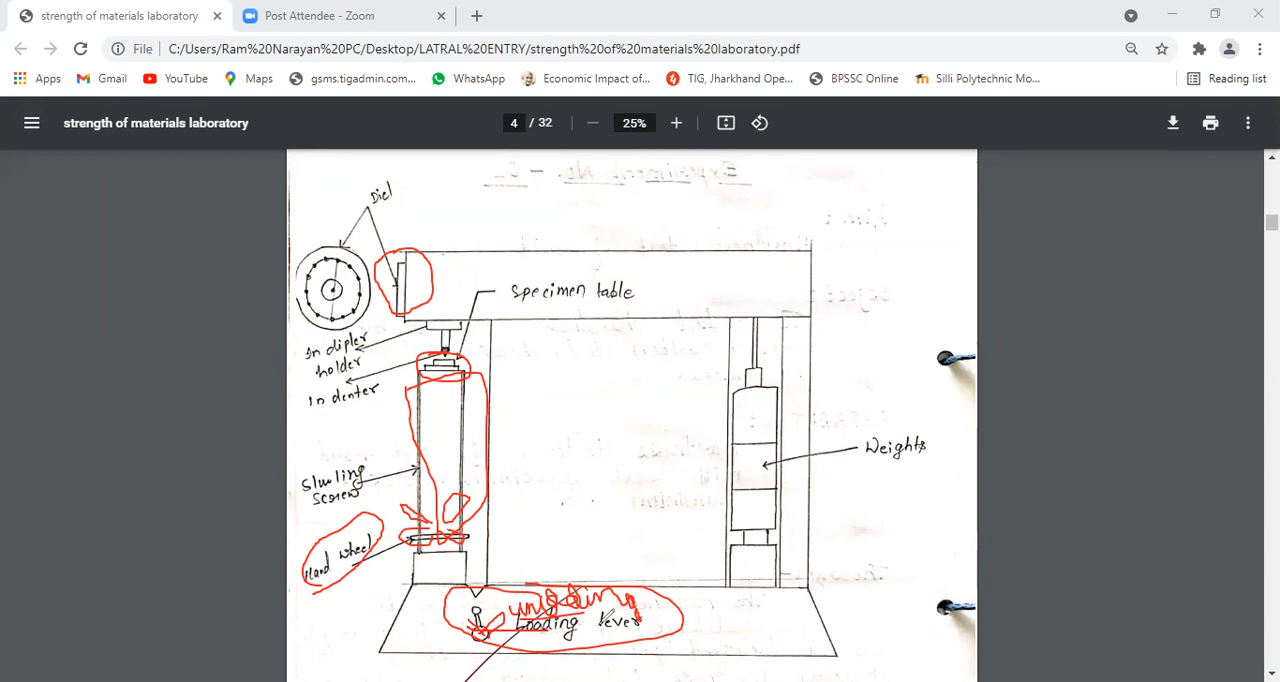 strength of materials laboratory
Post Attendee - Zoom
File
C:/Users/Ram%20Narayan%20PC/Desktop/LATRAL%20ENTRY/strength%20of%20materials%20laboratory.pdf
Apps
Gmail
YouTube
Maps
gsms.tigadmin.com...
WhatsApp
Economic Impact of...
TIG, Jharkhand Ope...
BPSSC Online
Silli Polytechnic Mo...
Reading list
strength of materials laboratory
4 / 32
25%
Diel
specimen table
holder
In denter
screw
Weights
Hand wheel
unloading
Loading lever